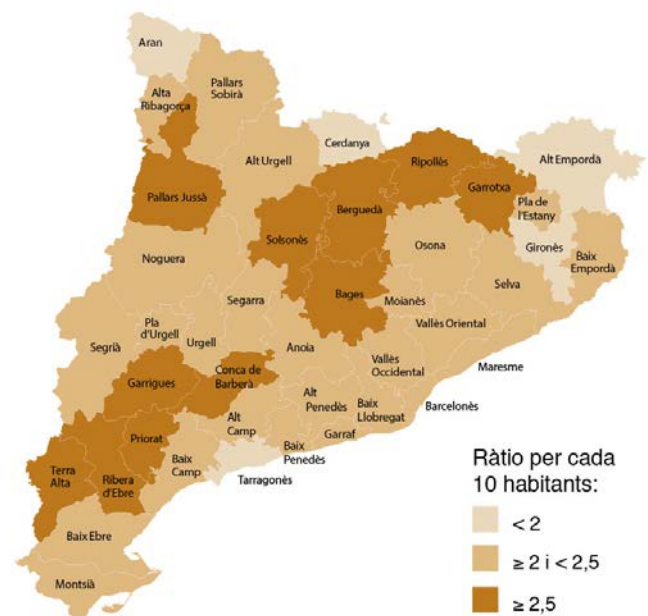 Aran
Pallars
Sobirà
Alta
Ribagorça
Cerdanya
Alt Urgell
Ripollès
Alt Empordà
Garrotxa
Pallars Jussà
Berguedà
Pla de
l'Estany
Solsonès
Osona
Gironès
Baix
Empordà
Noguera
Bages
Moianès
Selva
Segarra
Vallès Oriental
Pla
d'Urgell
Urgell
Segrià
Anoia
Vallès
Occidental
Maresme
Garrigues
Conca de
Barberà
Alt
Penedès
Baix
Llobregat
Barcelonès
Alt
Camp
Garraf
Priorat
Baix
Penedès
Baix
Camp
Tarragonès
Terra
Alta
Ribera
d'Ebre
Baix Ebre
Montsià
Ràtio per cada
10 habitants:
< 2
≥ 2 i < 2,5
≥ 2,5